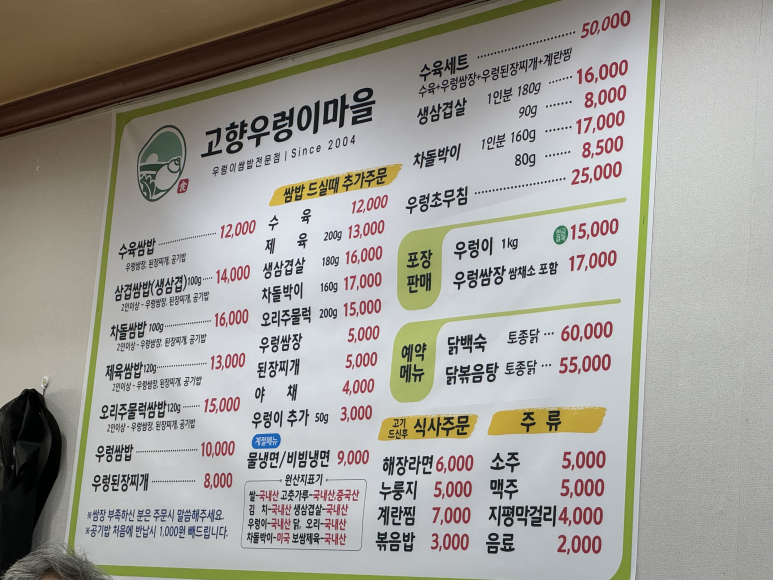 고향우렁이마을
우렁이쌈밥전문점 | Since 2004
수육쌈밥 12,000
우렁쌈장, 된장찌개, 공기밥
삼겹쌈밥(생삼겹)100g 14,000
2인이상 - 우렁쌈장, 된장찌개, 공기밥
차돌쌈밥 100g 16,000
2인이상 - 우렁쌈장, 된장찌개, 공기밥
제육쌈밥120g 13,000
2인이상 - 우렁쌈장, 된장찌개, 공기밥
오리주물럭쌈밥120g 15,000
2인이상 - 우렁쌈장, 된장찌개, 공기밥
우렁쌈밥 10,000
우렁된장찌개 8,000
※쌈장 부족하신 분은 주문시 말씀해주세요.
※공기밥 처음에 반납시 1,000원 빼드립니다.
쌈밥 드실때 추가주문
수 육 12,000
제 육 200g 13,000
생삼겹살 180g 16,000
차돌박이 160g 17,000
오리주물럭 200g 15,000
우렁쌈장 5,000
된장찌개 5,000
야 채 4,000
우렁이 추가 50g 3,000
계절메뉴
물냉면/비빔냉면 9,000
원산지표기
쌀-국내산 고춧가루-국내산,중국산
김 치-국내산 생삼겹살-국내산
우렁이-국내산 닭, 오리-국내산
차돌박이-미국 보쌈제육-국내산
수육세트 50,000
수육+우렁쌈장+우렁된장찌개+계란찜
생삼겹살 1인분 180g 16,000
90g 8,000
차돌박이 1인분 160g 17,000
80g 8,500
우렁초무침 25,000
포장
판매
우렁이 1kg 15,000
우렁쌈장 쌈채소 포함 17,000
예약
메뉴
닭백숙 토종닭 60,000
닭볶음탕 토종닭 55,000
고기
드신후 식사주문
해장라면 6,000
누룽지 5,000
계란찜 7,000
볶음밥 3,000
주 류
소주 5,000
맥주 5,000
지평막걸리 4,000
음료 2,000